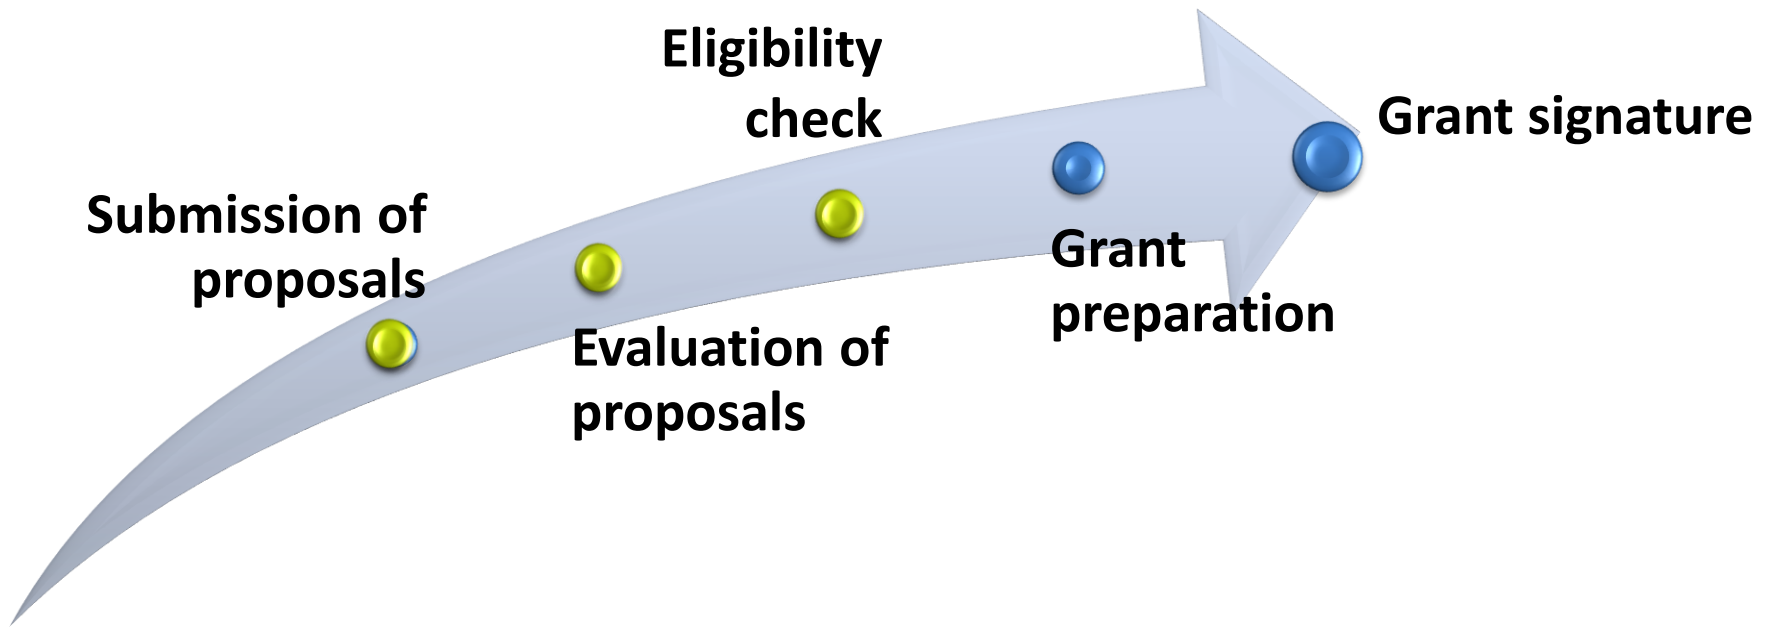 Submission of
proposals
Evaluation of
proposals
Eligibility
check
Grant
preparation
Grant signature